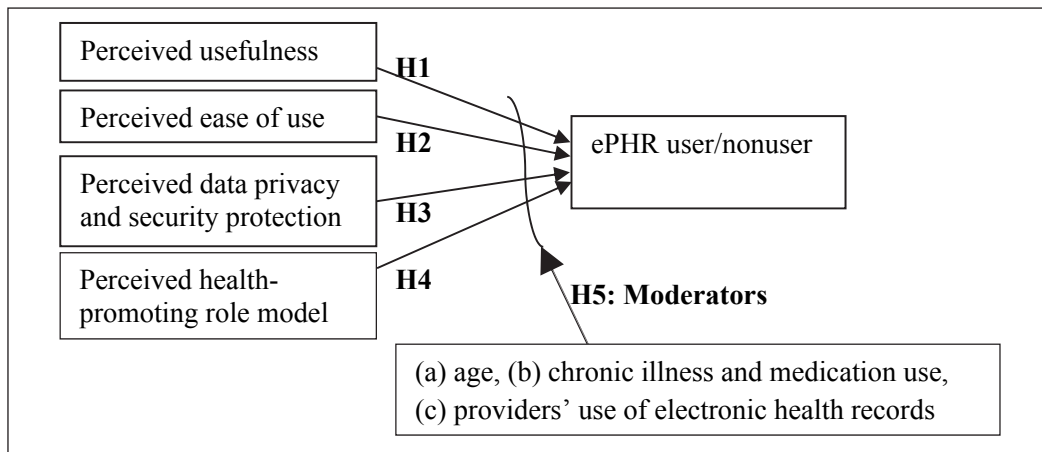 Perceived usefulness
H1
Perceived ease of use
H2
ePHR user/nonuser
Perceived data privacy
and security protection
H3
Perceived health-
promoting role model
H4
H5: Moderators
(a) age, (b) chronic illness and medication use,
(c) providers’ use of electronic health records